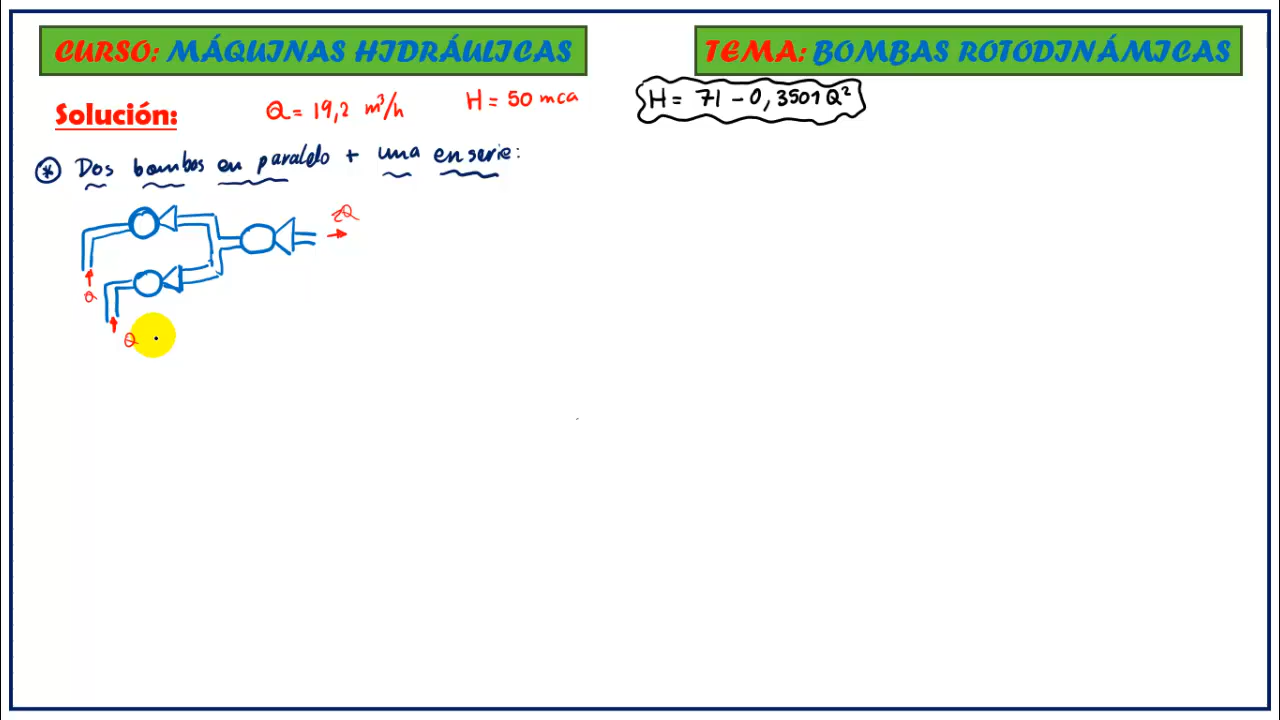 CURSO: MÁQUINAS HIDRÁULICAS
TEMA: BOMBAS ROTODINÁMICAS
Solución:
Q = 19,2 m³/h
H = 50 mca
H = 71 - 0,3501 Q²
* Dos bombas en paralelo + una en serie:
2Q
Q
Q